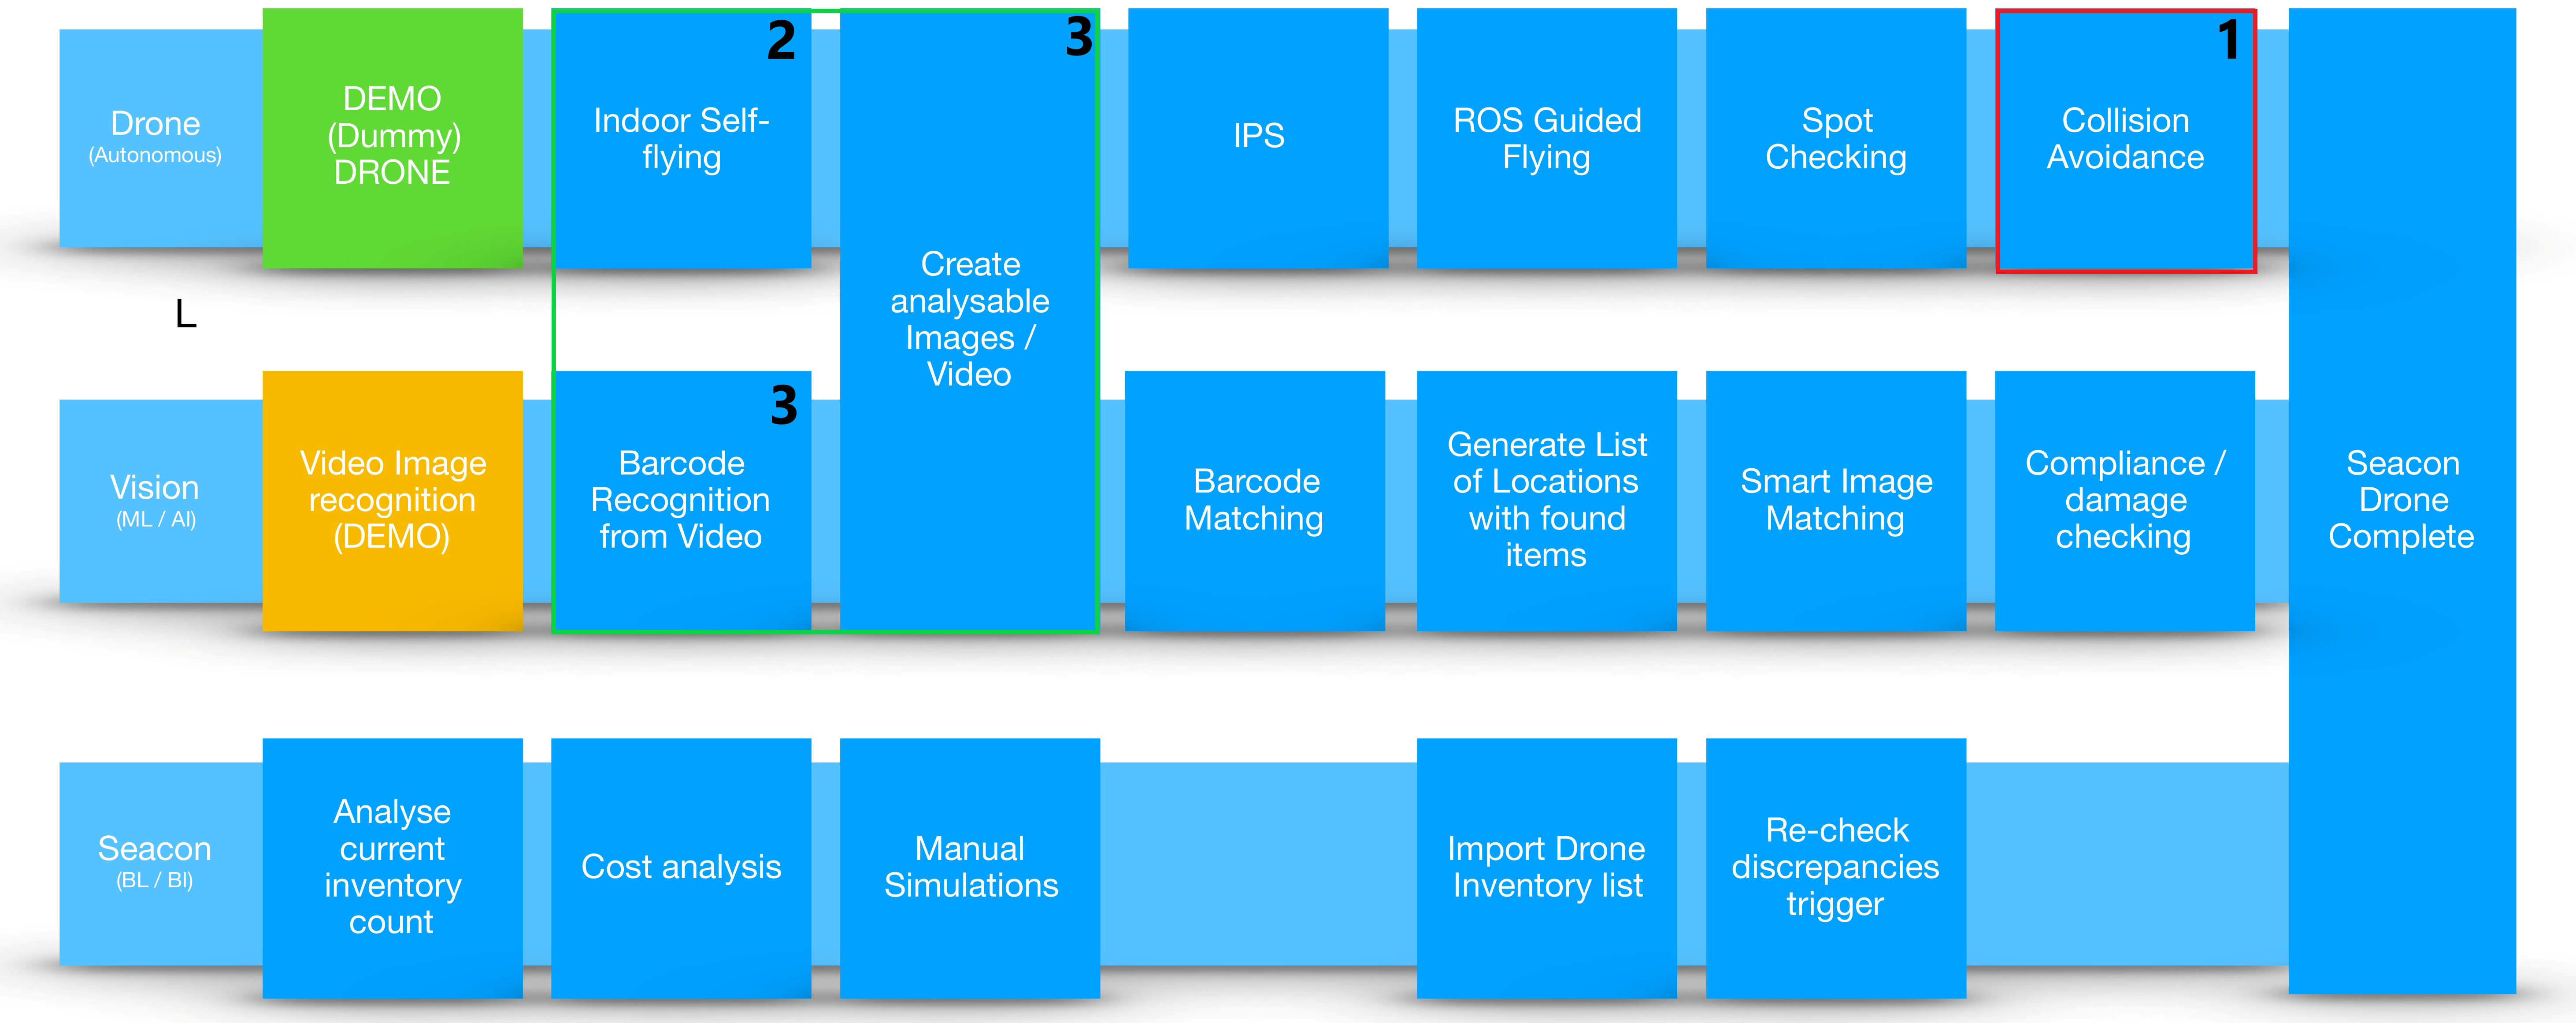 Drone
(Autonomous)
DEMO
(Dummy)
DRONE
2
Indoor Self-
flying
3
Create
analysable
Images /
Video
IPS
ROS Guided
Flying
Spot
Checking
1
Collision
Avoidance
L
Vision
(ML / AI)
Video Image
recognition
(DEMO)
3
Barcode
Recognition
from Video
Barcode
Matching
Generate List
of Locations
with found
items
Smart Image
Matching
Compliance /
damage
checking
Seacon
Drone
Complete
Seacon
(BL / BI)
Analyse
current
inventory
count
Cost analysis
Manual
Simulations
Import Drone
Inventory list
Re-check
discrepancies
trigger